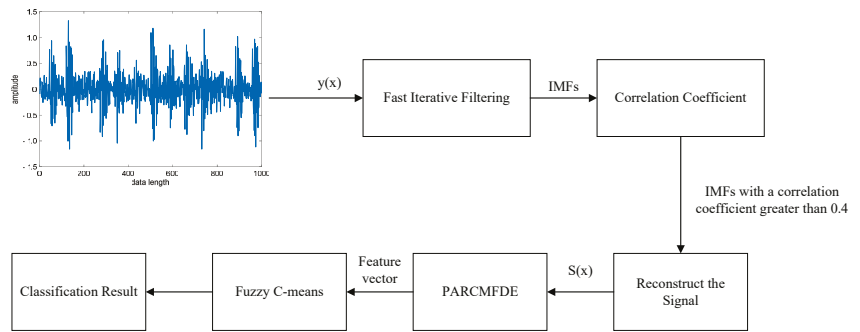 1.5
1.0
0.5
0
- 0.5
- 1.0
- 1.5
amplitude
0 200 400 600 800 1000
data length
y(x)
Fast Iterative Filtering
IMFs
Correlation Coefficient
IMFs with a correlation
coefficient greater than 0.4
Reconstruct the
Signal
S(x)
PARCMFDE
Feature
vector
Fuzzy C-means
Classification Result